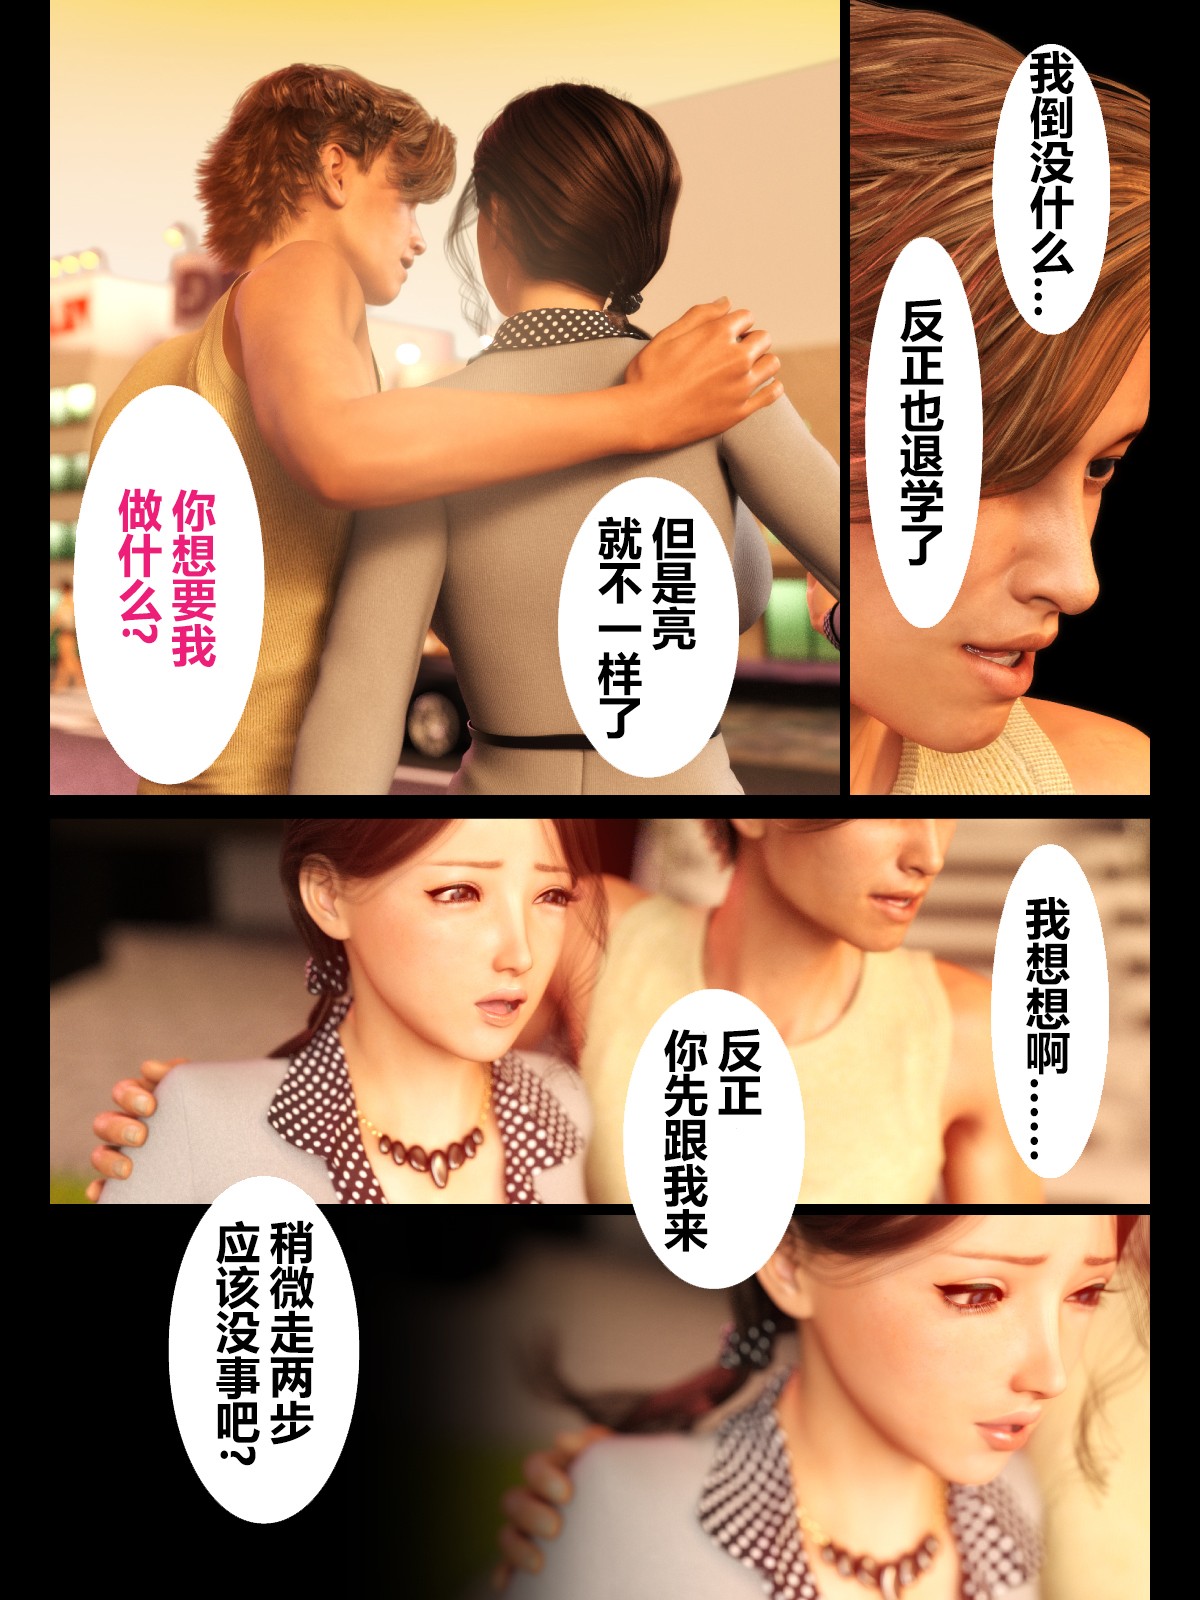 我倒没什么…
反正也退学了
但是亮
就不一样了
你想要我
做什么？
我想想啊……
反正
你先跟我来
稍微走两步
应该没事吧？